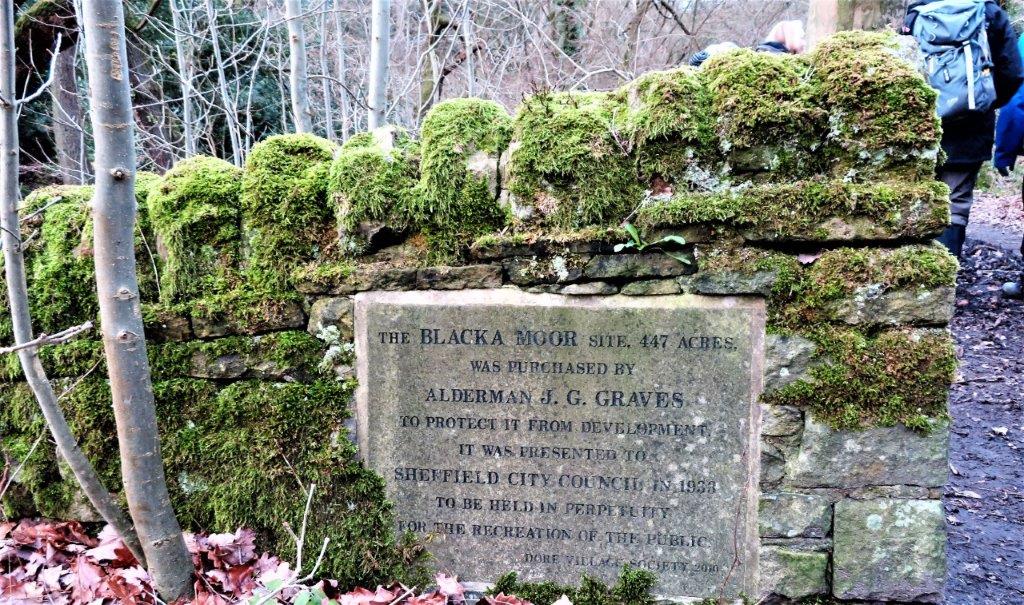 THE BLACKA MOOR SITE, 447 ACRES,
WAS PURCHASED BY
ALDERMAN J. G. GRAVES
TO PROTECT IT FROM DEVELOPMENT.
IT WAS PRESENTED TO
SHEFFIELD CITY COUNCIL IN 1933
TO BE HELD IN PERPETUITY
FOR THE RECREATION OF THE PUBLIC
DORE VILLAGE SOCIETY 2010